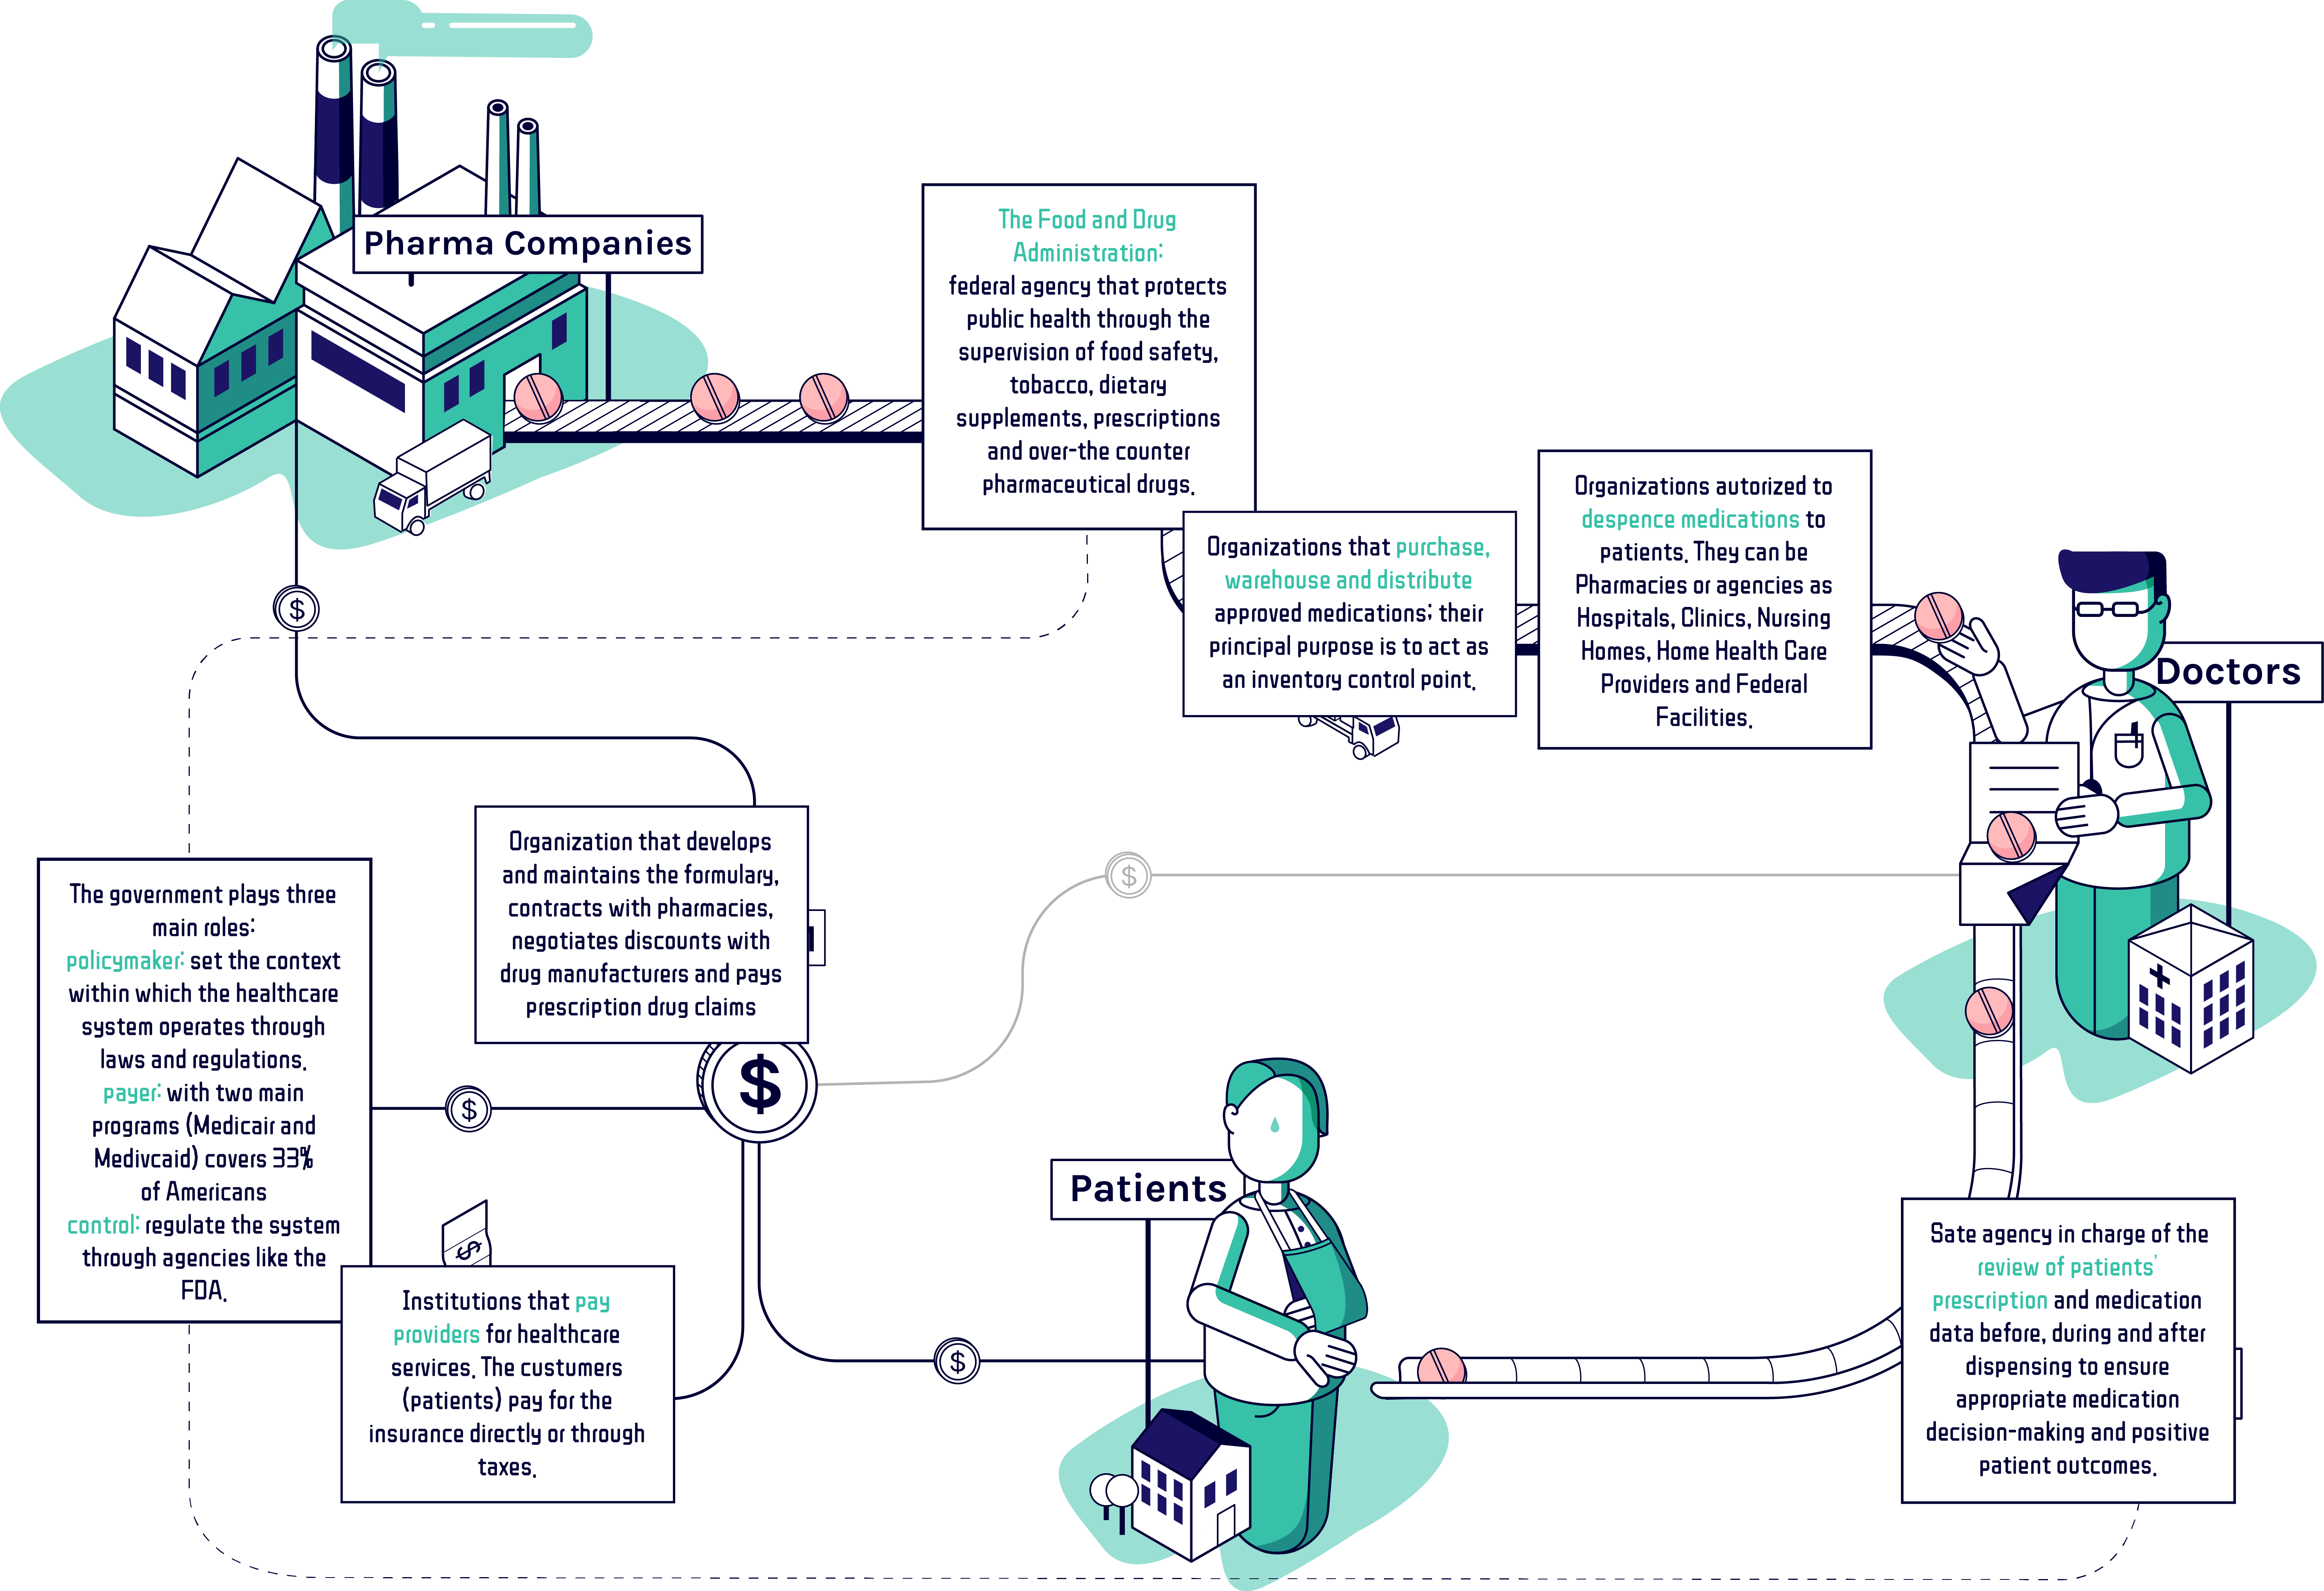 Pharma Companies
The Food and Drug
Administration:
federal agency that protects
public health through the
supervision of food safety,
tobacco, dietary
supplements, prescriptions
and over-the counter
pharmaceutical drugs.
Organizations that purchase,
warehouse and distribute
approved medications; their
principal purpose is to act as
an inventory control point.
Organizations autorized to
despence medications to
patients. They can be
Pharmacies or agencies as
Hospitals, Clinics, Nursing
Homes, Home Health Care
Providers and Federal
Facilities.
Doctors
$
Organization that develops
and maintains the formulary,
contracts with pharmacies,
negotiates discounts with
drug manufacturers and pays
prescription drug claims
$
The government plays three
main roles:
policymaker: set the context
within which the healthcare
system operates through
laws and regulations.
payer: with two main
programs (Medicair and
Medivcaid) covers 33%
of Americans
control: regulate the system
through agencies like the
FDA.
$
$
$
Institutions that pay
providers for healthcare
services. The custumers
(patients) pay for the
insurance directly or through
taxes.
$
Patients
Sate agency in charge of the
review of patients'
prescription and medication
data before, during and after
dispensing to ensure
appropriate medication
decision-making and positive
patient outcomes.